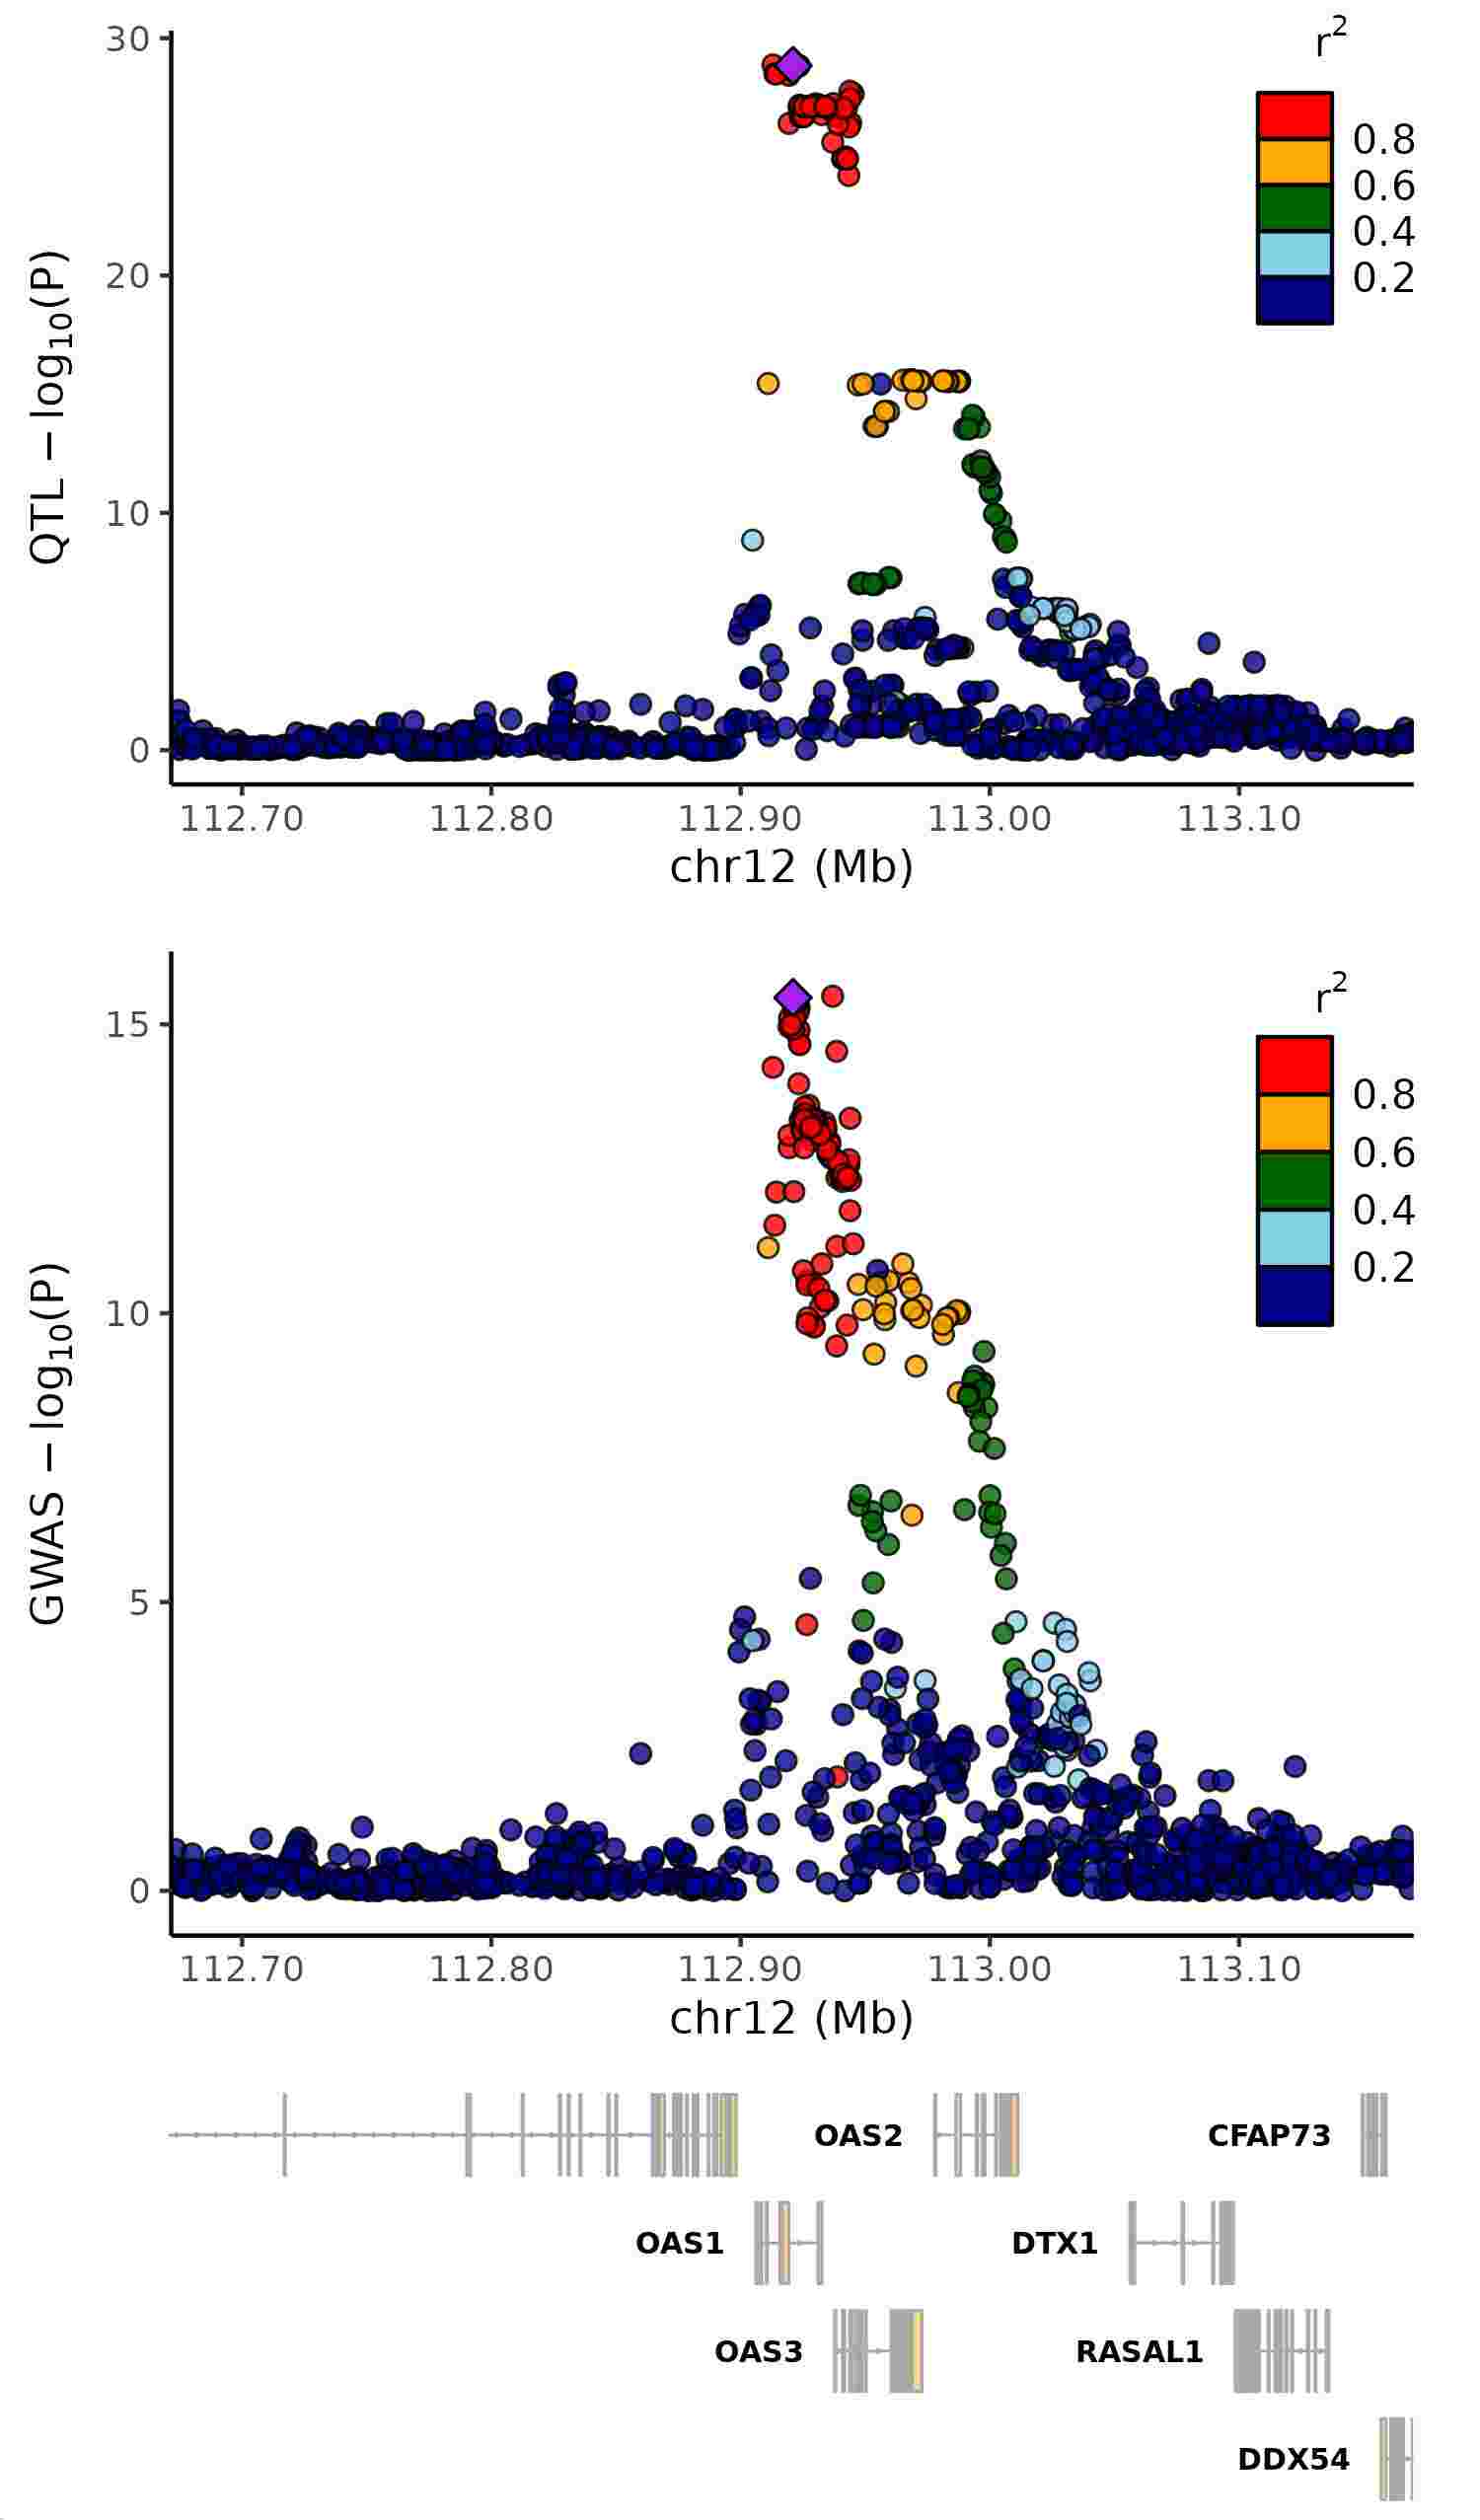 r2
30
20
10
0
QTL − log10(P)
0.8
0.6
0.4
0.2
112.70 112.80 112.90 113.00 113.10
chr12 (Mb)
r2
15
10
5
0
GWAS − log10(P)
0.8
0.6
0.4
0.2
112.70 112.80 112.90 113.00 113.10
chr12 (Mb)
OAS2 CFAP73
OAS1 DTX1
OAS3 RASAL1
DDX54